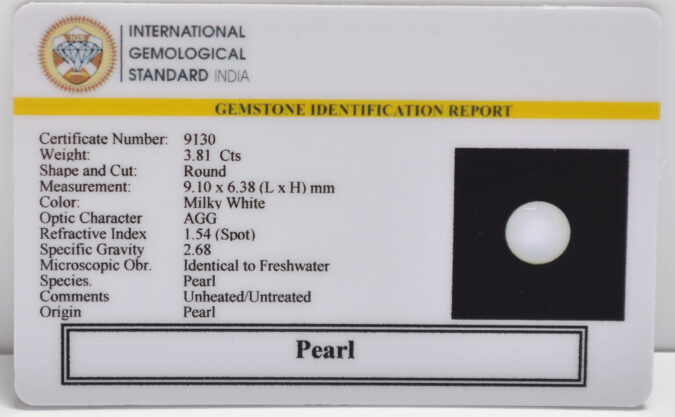 INTERNATIONAL
GEMOLOGICAL
STANDARD INDIA
GEMSTONE IDENTIFICATION REPORT
Certificate Number: 9130
Weight: 3.81 Cts
Shape and Cut: Round
Measurement: 9.10 x 6.38 (L x H) mm
Color: Milky White
Optic Character AGG
Refractive Index 1.54 (Spot)
Specific Gravity 2.68
Microscopic Obr. Identical to Freshwater
Species. Pearl
Comments Unheated/Untreated
Origin Pearl
Pearl